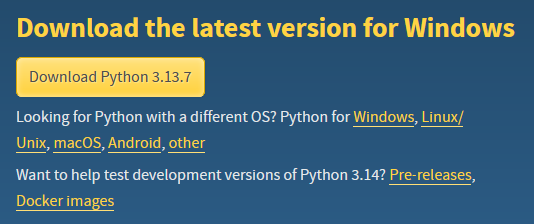 Download the latest version for Windows
Download Python 3.13.7
Looking for Python with a different OS? Python for Windows, Linux/
Unix, macOS, Android, other
Want to help test development versions of Python 3.14? Pre-releases,
Docker images